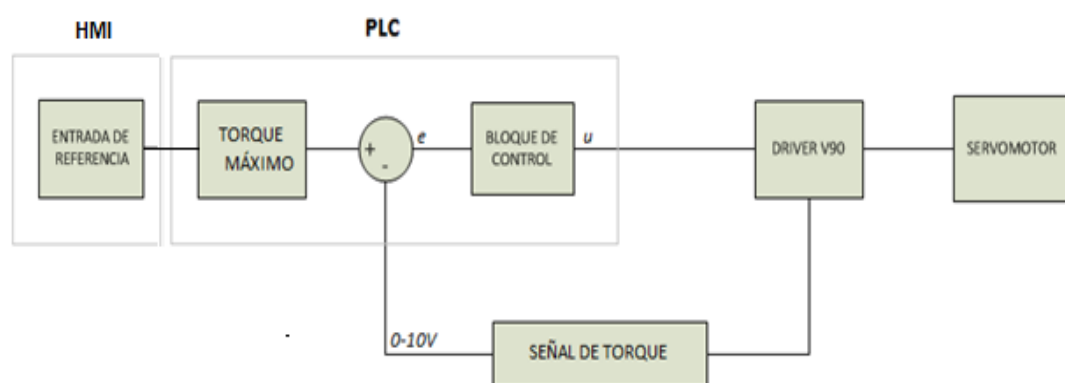 HMI
PLC
ENTRADA DE
REFERENCIA
TORQUE
MÁXIMO
+
-
e
BLOQUE DE
CONTROL
u
DRIVER V90
SERVOMOTOR
0-10V
SEÑAL DE TORQUE